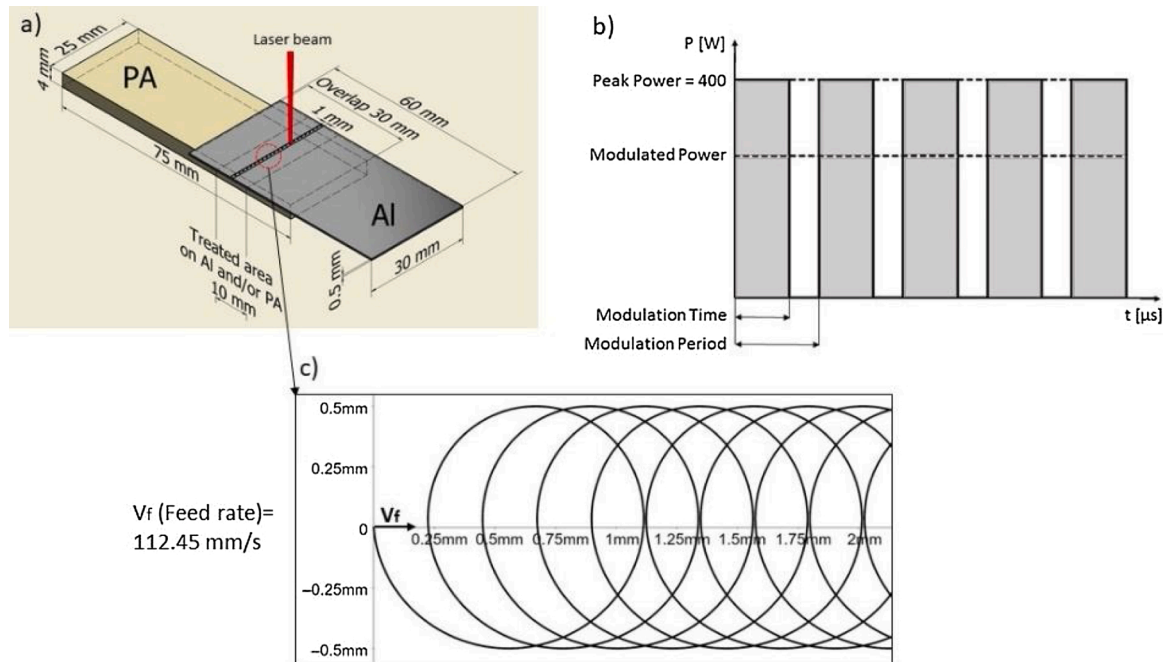 a)
25 mm
4 mm
PA
Laser beam
Overlap 30 mm
60 mm
1 mm
75 mm
Al
Treated area
on Al and/or PA
10 mm
0.5 mm
30 mm
b)
P [W]
Peak Power = 400
Modulated Power
Modulation Time
t [µs]
Modulation Period
c)
0.5mm
0.25mm
Vf (Feed rate)=
112.45 mm/s
Vf
0
0.25mm 0.5mm 0.75mm 1mm 1.25mm 1.5mm 1.75mm 2mm
−0.25mm
−0.5mm